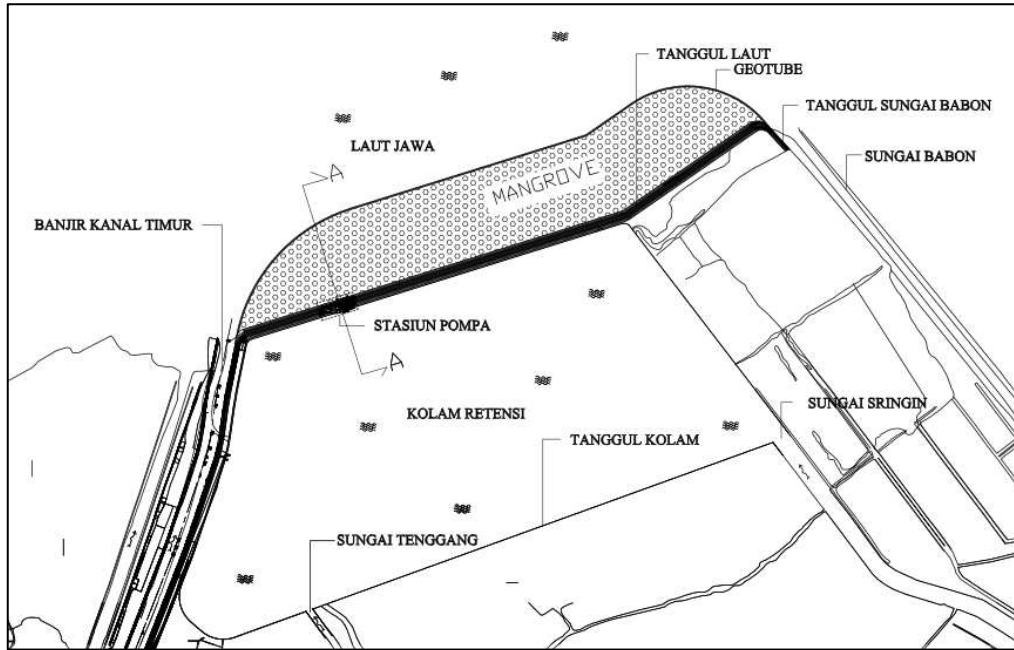 TANGGUL LAUT
GEOTUBE
TANGGUL SUNGAI BABON
LAUT JAWA
SUNGAI BABON
A
MANGROVE
BANJIR KANAL TIMUR
STASIUN POMPA
A
SUNGAI SRINGIN
KOLAM RETENSI
TANGGUL KOLAM
SUNGAI TENGGANG